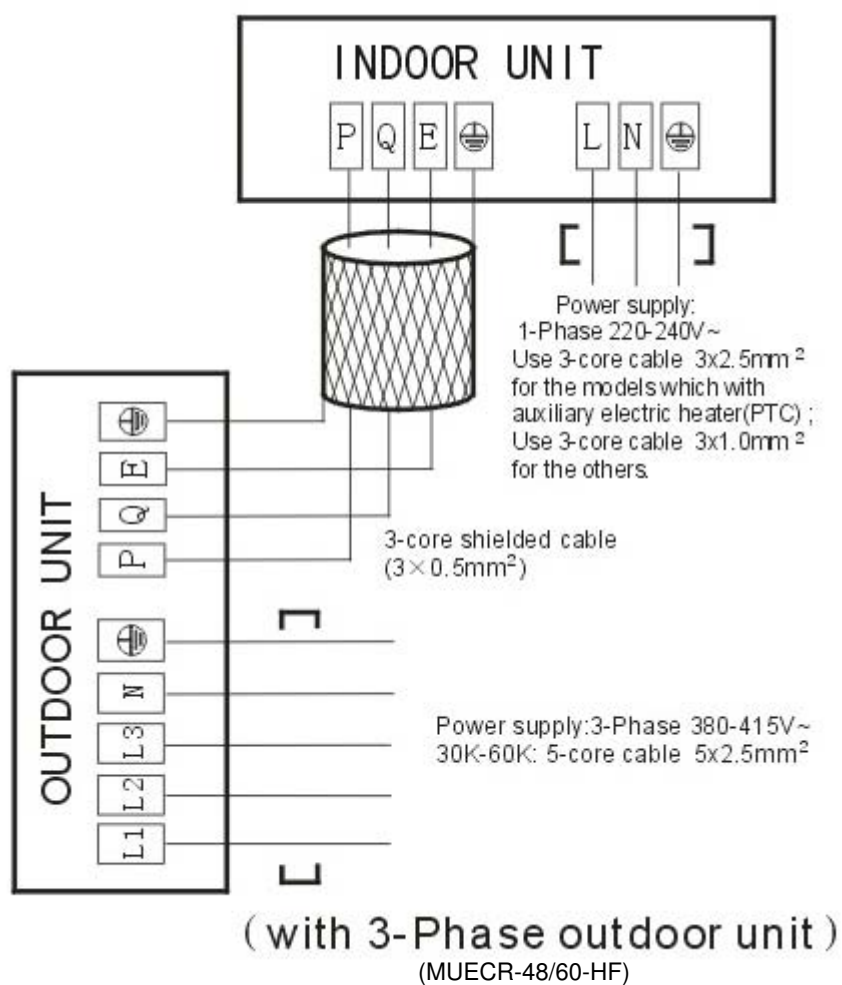 INDOOR UNIT
P Q E L N
Power supply:
1-Phase 220-240V~
Use 3-core cable 3x2.5mm²
for the models which with
auxiliary electric heater(PTC) ;
Use 3-core cable 3x1.0mm²
for the others.
OUTDOOR UNIT
E
Q
P
N
L3
L2
L1
3-core shielded cable
(3×0.5mm²)
Power supply:3-Phase 380-415V~
30K-60K: 5-core cable 5x2.5mm²
(with 3-Phase outdoor unit)
(MUECR-48/60-HF)